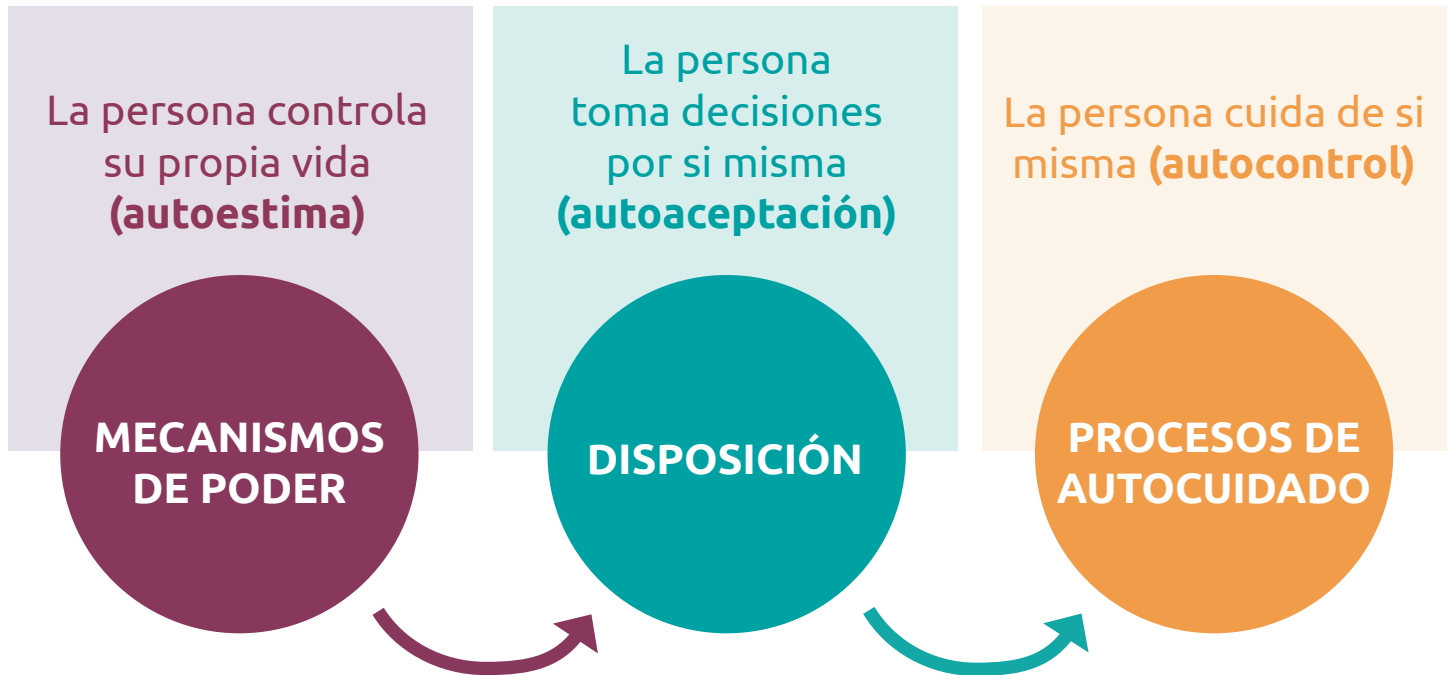 La persona controla
su propia vida
(autoestima)
MECANISMOS
DE PODER
La persona
toma decisiones
por si misma
(autoaceptación)
DISPOSICIÓN
La persona cuida de si
misma (autocontrol)
PROCESOS DE
AUTOCUIDADO